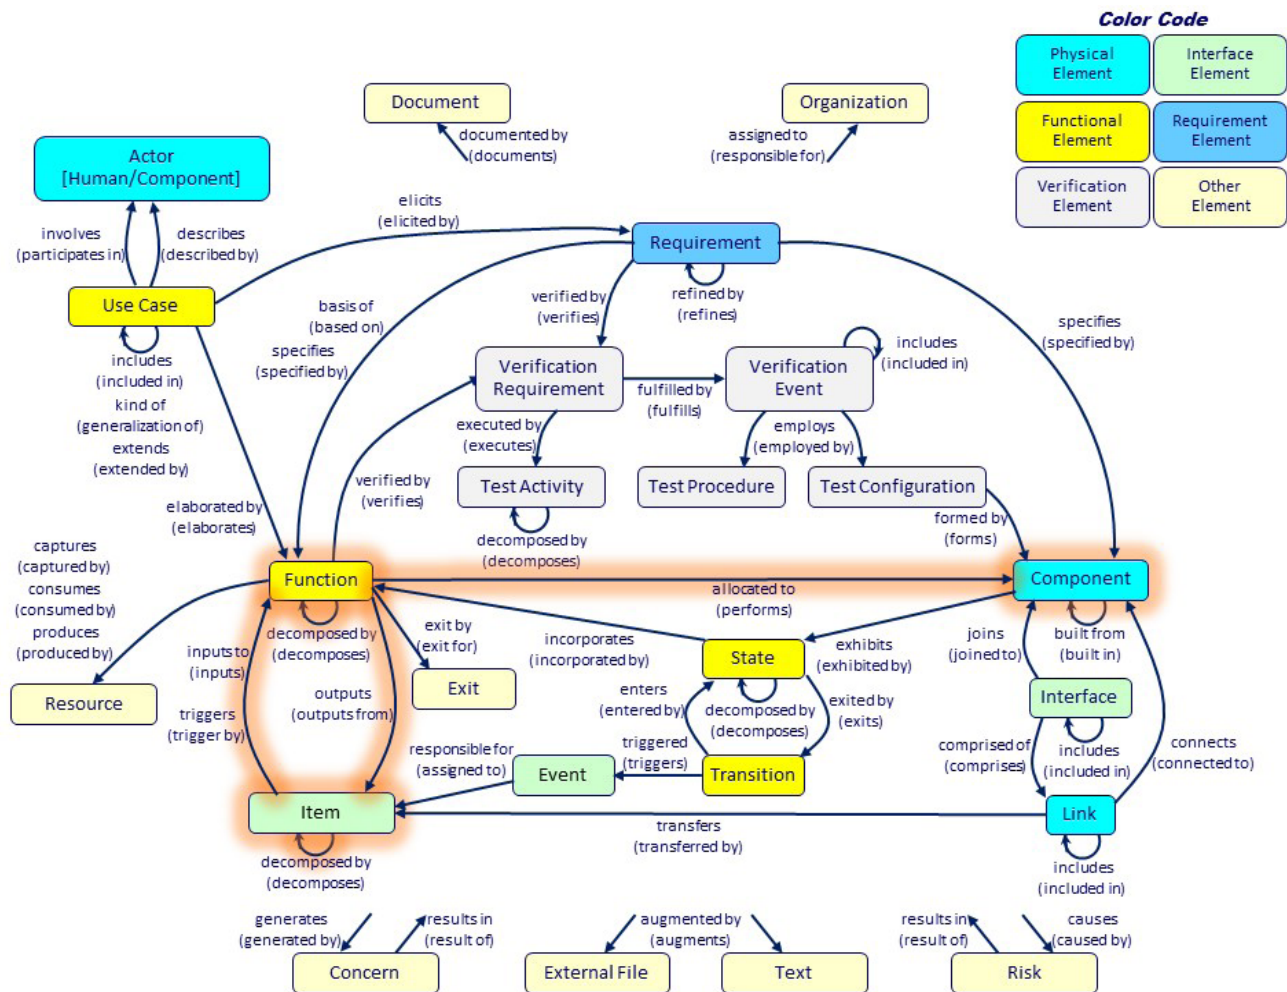 Color Code
Physical
Element
Interface
Element
Functional
Element
Requirement
Element
Verification
Element
Other
Element
Document
Organization
documented by
(documents)
assigned to
(responsible for)
Actor
[Human/Component]
involves
(participates in)
describes
(described by)
elicits
(elicited by)
Requirement
refined by
(refines)
Use Case
includes
(included in)
kind of
(generalization of)
extends
(extended by)
basis of
(based on)
specifies
(specified by)
verified by
(verifies)
specifies
(specified by)
includes
(included in)
Verification
Requirement
fulfilled by
(fulfills)
Verification
Event
executed by
(executes)
employs
(employed by)
verified by
(verifies)
Test Activity
Test Procedure
Test Configuration
elaborated by
(elaborates)
decomposed by
(decomposes)
formed by
(forms)
captures
(captured by)
consumes
(consumed by)
produces
(produced by)
Function
allocated to
(performs)
Component
decomposed by
(decomposes)
exit by
(exit for)
incorporates
(incorporated by)
exhibits
(exhibited by)
joins
(joined to)
built from
(built in)
inputs to
(inputs)
State
Resource
triggers
(trigger by)
outputs
(outputs from)
Exit
enters
(entered by)
decomposed by
(decomposes)
exited by
(exits)
Interface
includes
(included in)
responsible for
(assigned to)
Event
triggered
(triggers)
Transition
comprised of
(comprises)
connects
(connected to)
Item
decomposed by
(decomposes)
transfers
(transferred by)
Link
includes
(included in)
generates
(generated by)
results in
(result of)
augmented by
(augments)
results in
(result of)
causes
(caused by)
Concern
External File
Text
Risk